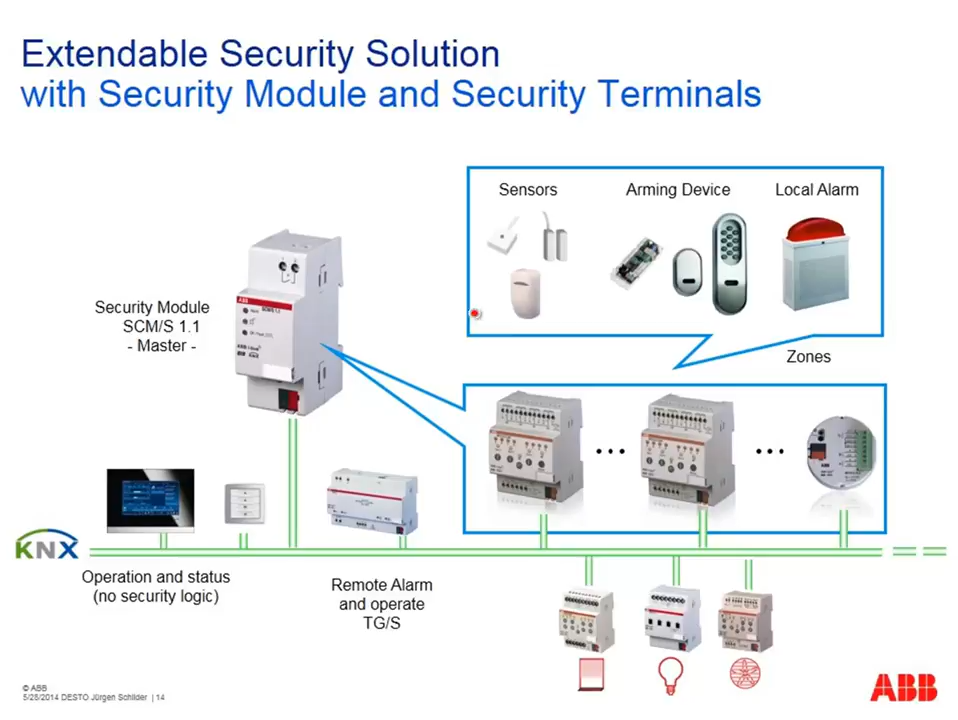 Extendable Security Solution
with Security Module and Security Terminals
Sensors
Arming Device
Local Alarm
Security Module
SCM/S 1.1
- Master -
ABB
Zones
ABB
KNX
Operation and status
(no security logic)
Remote Alarm
and operate
TG/S
© ABB
5/28/2014 DESTO Jürgen Schilder | 14
ABB